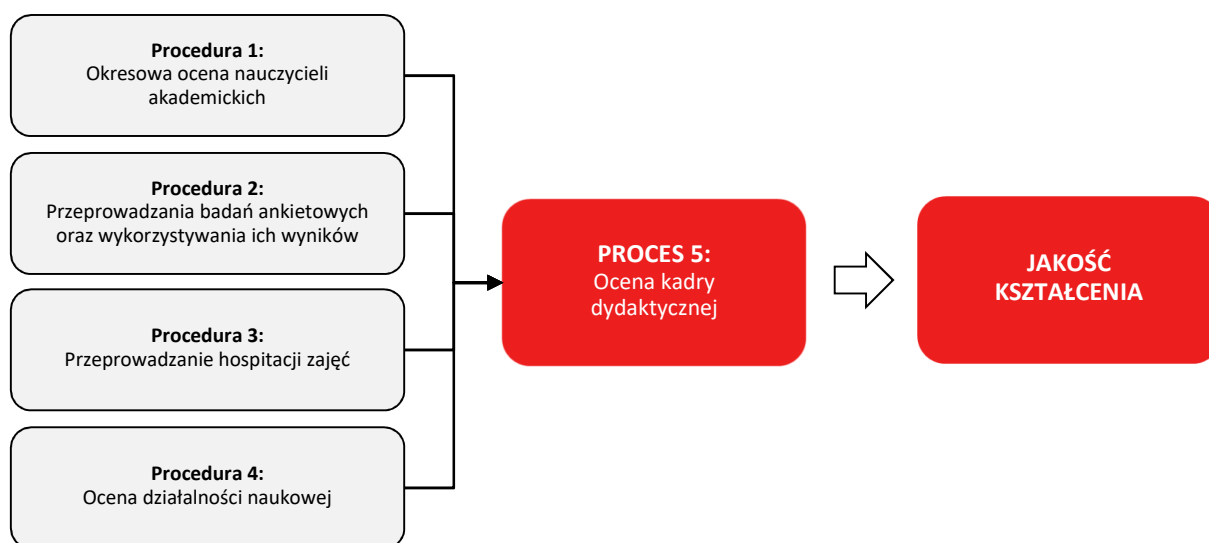 Procedura 1:
Okresowa ocena nauczycieli
akademickich
Procedura 2:
Przeprowadzania badań ankietowych
oraz wykorzystywania ich wyników
Procedura 3:
Przeprowadzanie hospitacji zajęć
Procedura 4:
Ocena działalności naukowej
PROCES 5:
Ocena kadry
dydaktycznej
JAKOŚĆ
KSZTAŁCENIA